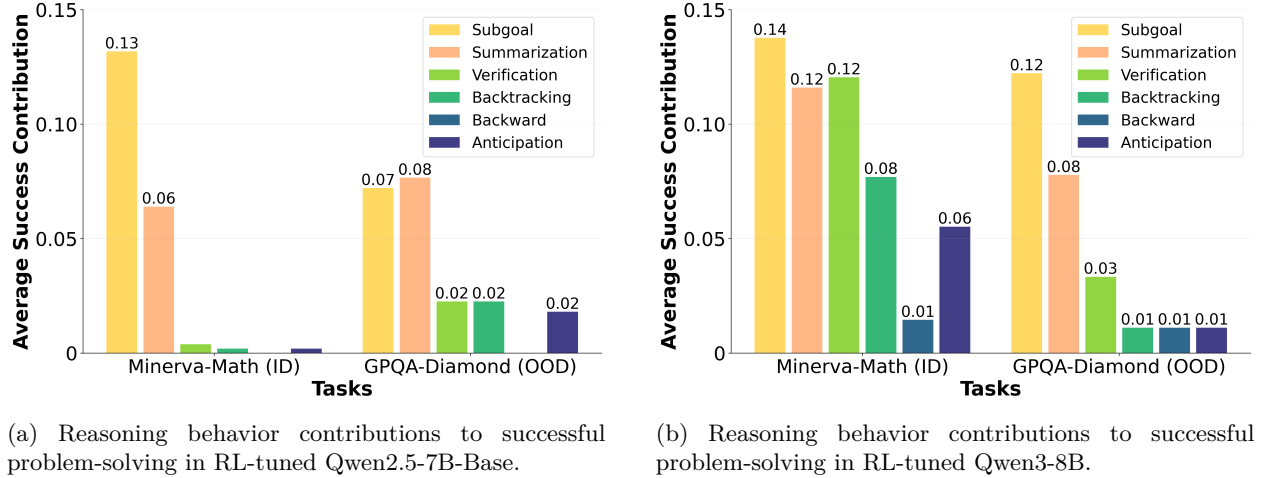 Average Success Contribution
0.15
0.10
0.05
0
0.13
0.06
0.07
0.08
0.02
0.02
0.02
Subgoal
Summarization
Verification
Backtracking
Backward
Anticipation
Minerva-Math (ID)
GPQA-Diamond (OOD)
Tasks
(a) Reasoning behavior contributions to successful
problem-solving in RL-tuned Qwen2.5-7B-Base.
Average Success Contribution
0.15
0.10
0.05
0
0.14
0.12
0.12
0.08
0.01
0.06
0.12
0.08
0.03
0.01
0.01
0.01
Subgoal
Summarization
Verification
Backtracking
Backward
Anticipation
Minerva-Math (ID)
GPQA-Diamond (OOD)
Tasks
(b) Reasoning behavior contributions to successful
problem-solving in RL-tuned Qwen3-8B.